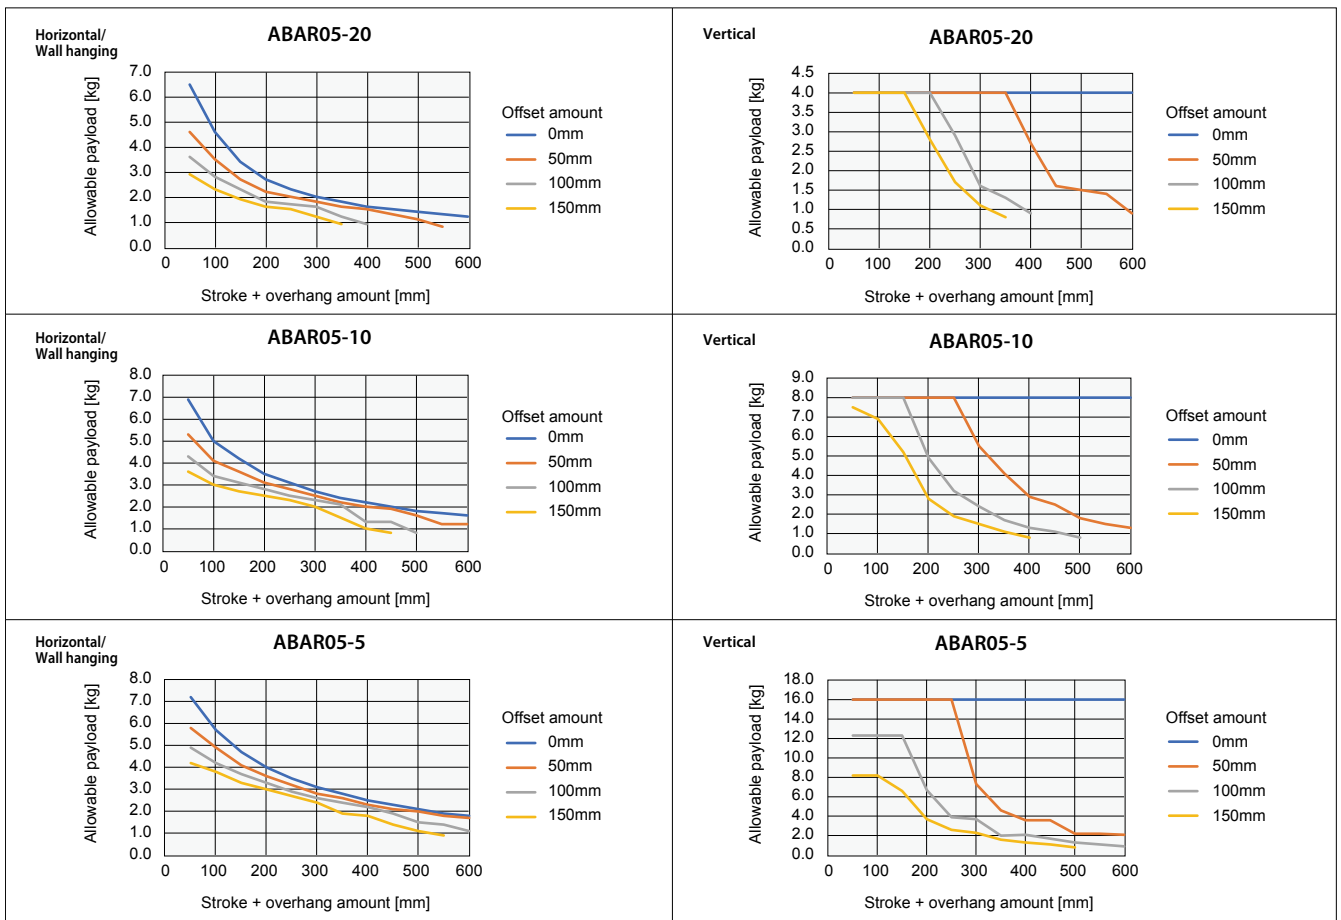 Horizontal/
Wall hanging
ABAR05-20
Allowable payload [kg]
7.0
6.0
5.0
4.0
3.0
2.0
1.0
0.0
0 100 200 300 400 500 600
Stroke + overhang amount [mm]
Offset amount
0mm
50mm
100mm
150mm
Vertical
ABAR05-20
Allowable payload [kg]
4.5
4.0
3.5
3.0
2.5
2.0
1.5
1.0
0.5
0.0
0 100 200 300 400 500 600
Stroke + overhang amount [mm]
Offset amount
0mm
50mm
100mm
150mm
Horizontal/
Wall hanging
ABAR05-10
Allowable payload [kg]
8.0
7.0
6.0
5.0
4.0
3.0
2.0
1.0
0.0
0 100 200 300 400 500 600
Stroke + overhang amount [mm]
Offset amount
0mm
50mm
100mm
150mm
Vertical
ABAR05-10
Allowable payload [kg]
9.0
8.0
7.0
6.0
5.0
4.0
3.0
2.0
1.0
0.0
0 100 200 300 400 500 600
Stroke + overhang amount [mm]
Offset amount
0mm
50mm
100mm
150mm
Horizontal/
Wall hanging
ABAR05-5
Allowable payload [kg]
8.0
7.0
6.0
5.0
4.0
3.0
2.0
1.0
0.0
0 100 200 300 400 500 600
Stroke + overhang amount [mm]
Offset amount
0mm
50mm
100mm
150mm
Vertical
ABAR05-5
Allowable payload [kg]
18.0
16.0
14.0
12.0
10.0
8.0
6.0
4.0
2.0
0.0
0 100 200 300 400 500 600
Stroke + overhang amount [mm]
Offset amount
0mm
50mm
100mm
150mm